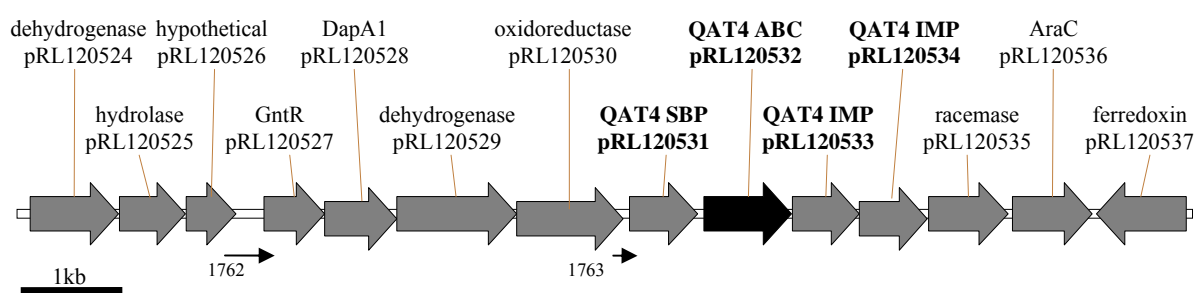 dehydrogenase
pRL120524
hypothetical
pRL120526
DapA1
pRL120528
oxidoreductase
pRL120530
QAT4 ABC
pRL120532
QAT4 IMP
pRL120534
AraC
pRL120536
hydrolase
pRL120525
GntR
pRL120527
dehydrogenase
pRL120529
QAT4 SBP
pRL120531
QAT4 IMP
pRL120533
racemase
pRL120535
ferredoxin
pRL120537
1762
1763
1kb